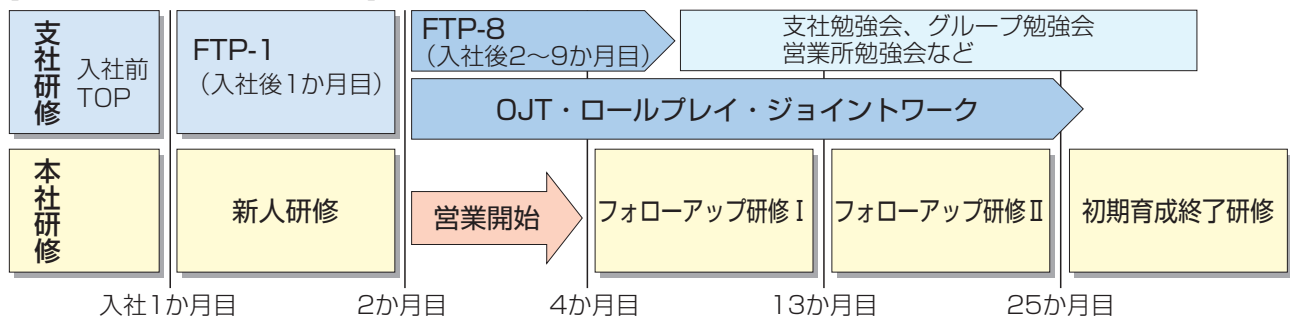 支社研修
入社前
TOP
FTP-1
（入社後1か月目）
FTP-8
（入社後2～9か月目）
支社勉強会、グループ勉強会
営業所勉強会など
OJT・ロールプレイ・ジョイントワーク
本社研修
新人研修
営業開始
フォローアップ研修Ⅰ
フォローアップ研修Ⅱ
初期育成終了研修
入社1か月目
2か月目
4か月目
13か月目
25か月目